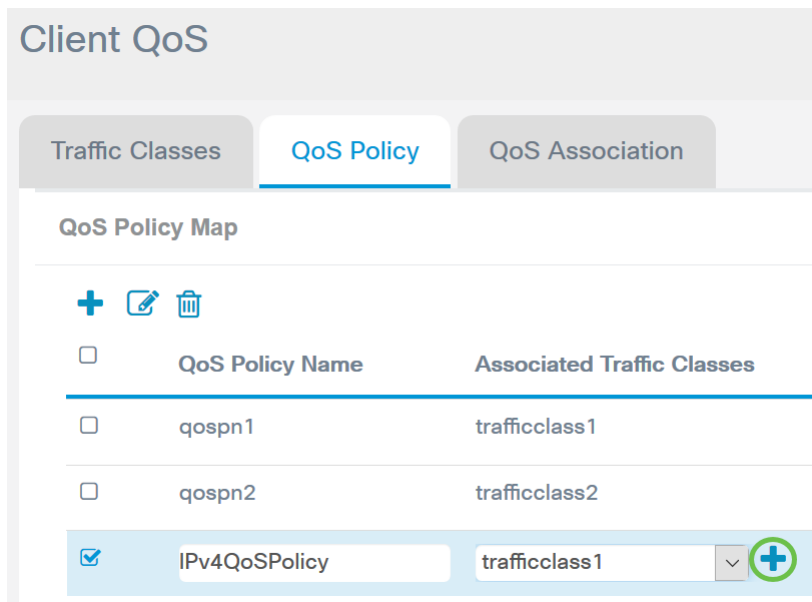 Client QoS
Traffic Classes QoS Policy QoS Association
QoS Policy Map
QoS Policy Name Associated Traffic Classes
qospn1 trafficclass1
qospn2 trafficclass2
IPv4QoSPolicy trafficclass1